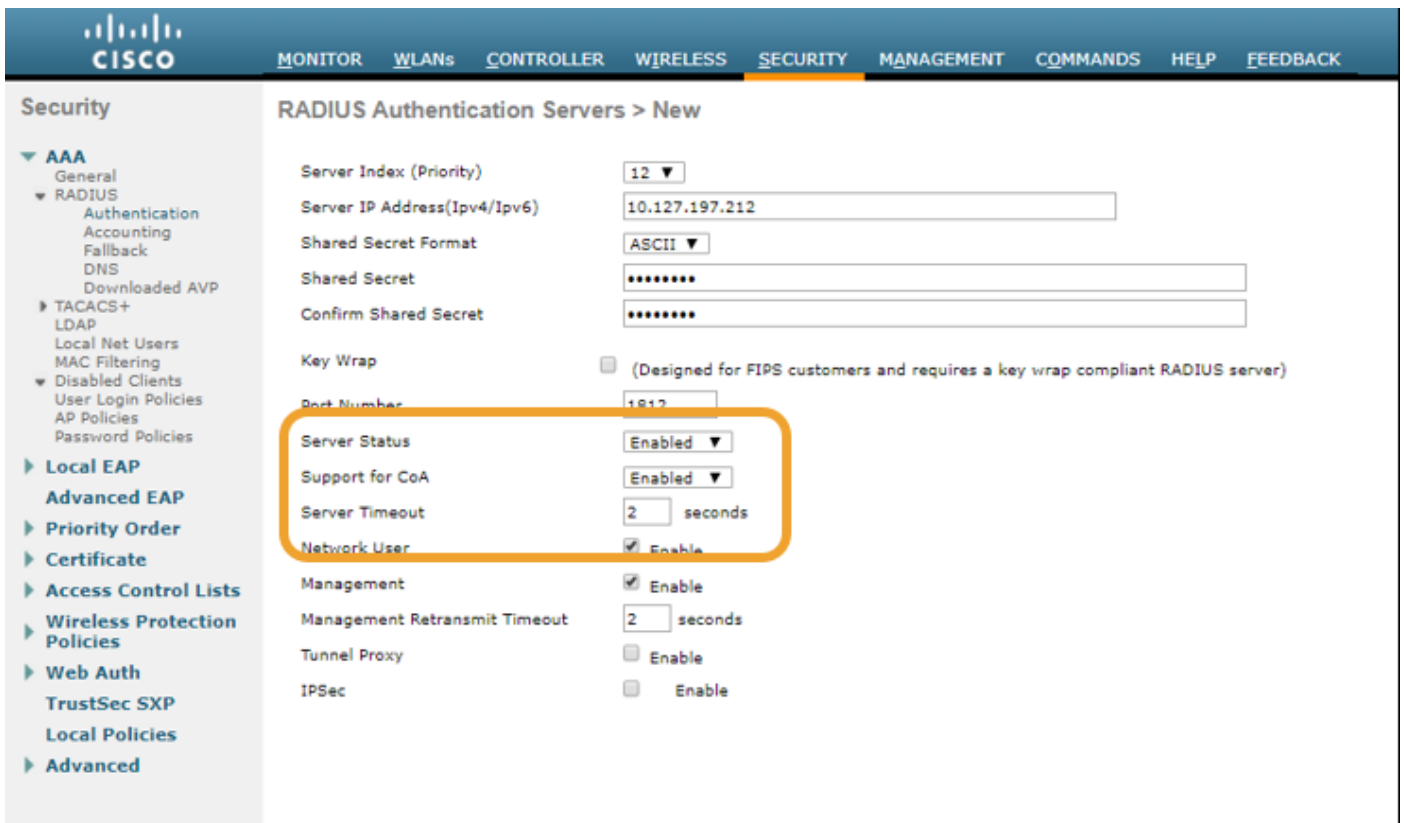 CISCO
MONITOR WLANs CONTROLLER WIRELESS SECURITY MANAGEMENT COMMANDS HELP FEEDBACK
Security
AAA
General
RADIUS
Authentication
Accounting
Fallback
DNS
Downloaded AVP
TACACS+
LDAP
Local Net Users
MAC Filtering
Disabled Clients
User Login Policies
AP Policies
Password Policies
Local EAP
Advanced EAP
Priority Order
Certificate
Access Control Lists
Wireless Protection
Policies
Web Auth
TrustSec SXP
Local Policies
Advanced
RADIUS Authentication Servers > New
Server Index (Priority) 12
Server IP Address(Ipv4/Ipv6) 10.127.197.212
Shared Secret Format ASCII
Shared Secret ••••••••
Confirm Shared Secret ••••••••
Key Wrap (Designed for FIPS customers and requires a key wrap compliant RADIUS server)
Port Number 1812
Server Status Enabled
Support for CoA Enabled
Server Timeout 2 seconds
Network User Enable
Management Enable
Management Retransmit Timeout 2 seconds
Tunnel Proxy Enable
IPSec Enable